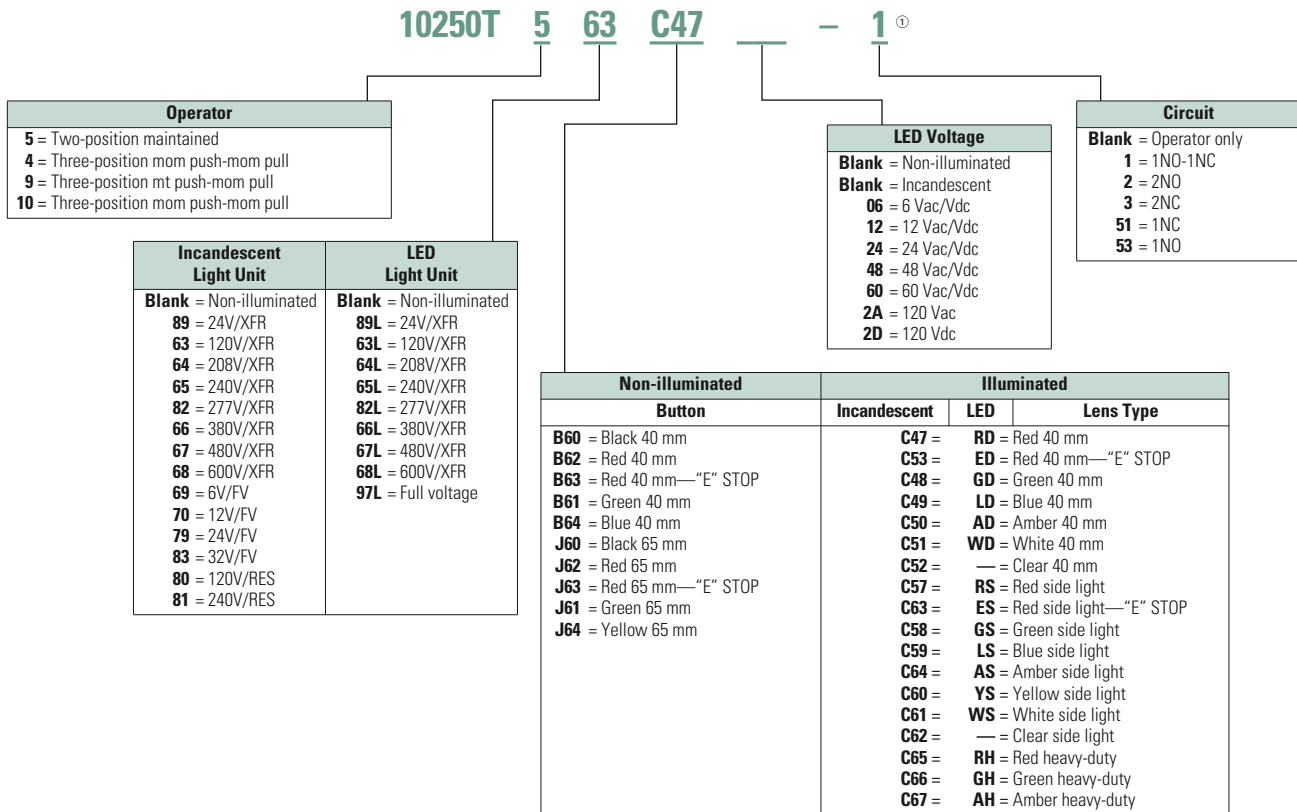 10250T 5 63 C47 __ – 1 ①
Operator
5 = Two-position maintained
4 = Three-position mom push-mom pull
9 = Three-position mt push-mom pull
10 = Three-position mom push-mom pull
Incandescent
Light Unit
Blank = Non-illuminated
89 = 24V/XFR
63 = 120V/XFR
64 = 208V/XFR
65 = 240V/XFR
82 = 277V/XFR
66 = 380V/XFR
67 = 480V/XFR
68 = 600V/XFR
69 = 6V/FV
70 = 12V/FV
79 = 24V/FV
83 = 32V/FV
80 = 120V/RES
81 = 240V/RES
LED
Light Unit
Blank = Non-illuminated
89L = 24V/XFR
63L = 120V/XFR
64L = 208V/XFR
65L = 240V/XFR
82L = 277V/XFR
66L = 380V/XFR
67L = 480V/XFR
68L = 600V/XFR
97L = Full voltage
LED Voltage
Blank = Non-illuminated
Blank = Incandescent
06 = 6 Vac/Vdc
12 = 12 Vac/Vdc
24 = 24 Vac/Vdc
48 = 48 Vac/Vdc
60 = 60 Vac/Vdc
2A = 120 Vac
2D = 120 Vdc
Circuit
Blank = Operator only
1 = 1NO-1NC
2 = 2NO
3 = 2NC
51 = 1NC
53 = 1NO
Non-illuminated
Button
B60 = Black 40 mm
B62 = Red 40 mm
B63 = Red 40 mm—“E” STOP
B61 = Green 40 mm
B64 = Blue 40 mm
J60 = Black 65 mm
J62 = Red 65 mm
J63 = Red 65 mm—“E” STOP
J61 = Green 65 mm
J64 = Yellow 65 mm
Illuminated
Incandescent LED Lens Type
C47 = RD = Red 40 mm
C53 = ED = Red 40 mm—“E” STOP
C48 = GD = Green 40 mm
C49 = LD = Blue 40 mm
C50 = AD = Amber 40 mm
C51 = WD = White 40 mm
C52 = — = Clear 40 mm
C57 = RS = Red side light
C63 = ES = Red side light—“E” STOP
C58 = GS = Green side light
C59 = LS = Blue side light
C64 = AS = Amber side light
C60 = YS = Yellow side light
C61 = WS = White side light
C62 = — = Clear side light
C65 = RH = Red heavy-duty
C66 = GH = Green heavy-duty
C67 = AH = Amber heavy-duty